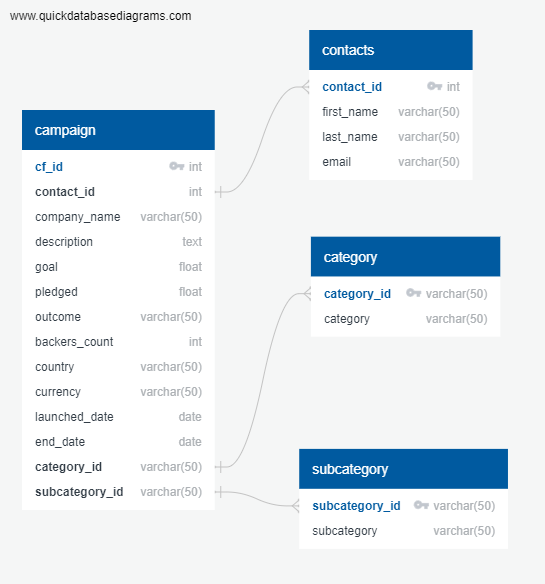 www.quickdatabasediagrams.com
contacts
contact_id int
first_name varchar(50)
last_name varchar(50)
email varchar(50)
campaign
cf_id int
contact_id int
company_name varchar(50)
description text
goal float
pledged float
outcome varchar(50)
backers_count int
country varchar(50)
currency varchar(50)
launched_date date
end_date date
category_id varchar(50)
subcategory_id varchar(50)
category
category_id varchar(50)
category varchar(50)
subcategory
subcategory_id varchar(50)
subcategory varchar(50)